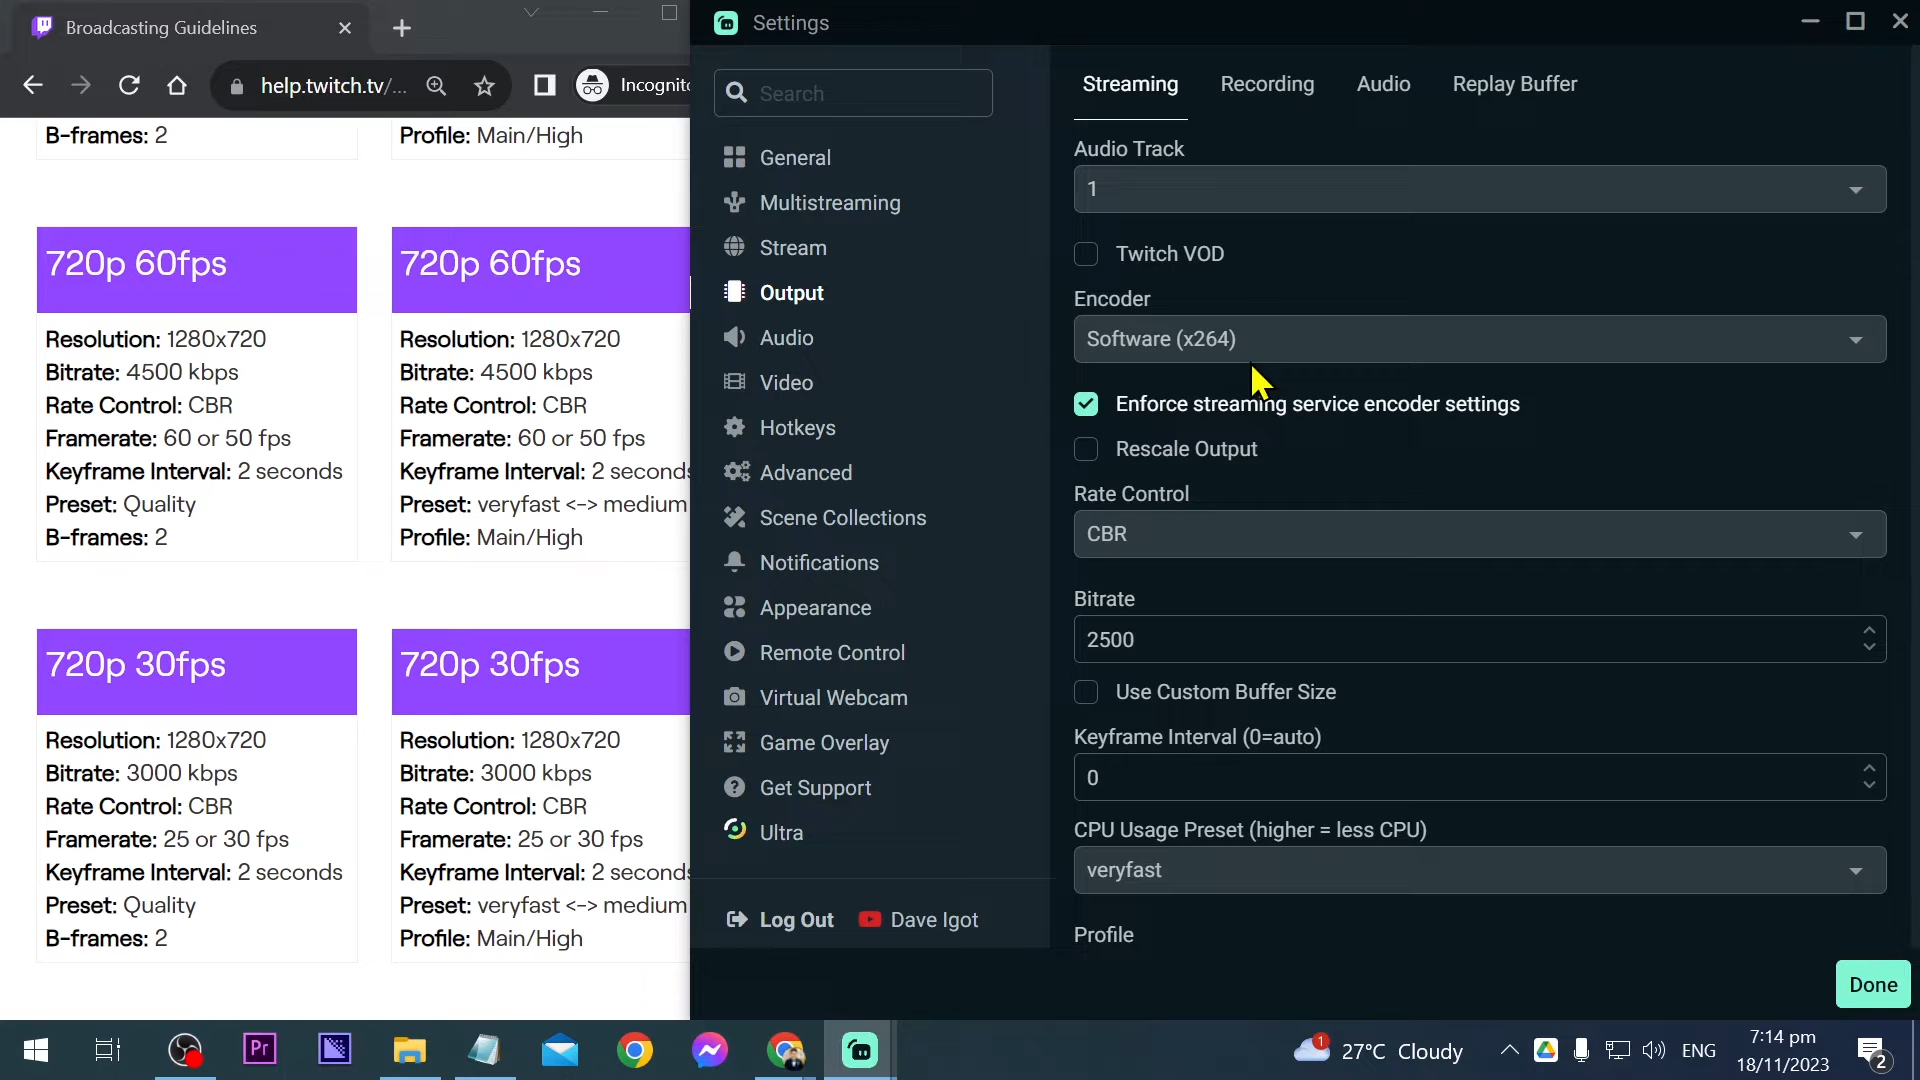 Broadcasting Guidelines
help.twitch.tv/...
Incognito
B-frames: 2
Profile: Main/High
720p 60fps
Resolution: 1280x720
Bitrate: 4500 kbps
Rate Control: CBR
Framerate: 60 or 50 fps
Keyframe Interval: 2 seconds
Preset: Quality
B-frames: 2
720p 60fps
Resolution: 1280x720
Bitrate: 4500 kbps
Rate Control: CBR
Framerate: 60 or 50 fps
Keyframe Interval: 2 seconds
Preset: veryfast <-> medium
Profile: Main/High
720p 30fps
Resolution: 1280x720
Bitrate: 3000 kbps
Rate Control: CBR
Framerate: 25 or 30 fps
Keyframe Interval: 2 seconds
Preset: Quality
B-frames: 2
720p 30fps
Resolution: 1280x720
Bitrate: 3000 kbps
Rate Control: CBR
Framerate: 25 or 30 fps
Keyframe Interval: 2 seconds
Preset: veryfast <-> medium
Profile: Main/High
Settings
Search
General
Multistreaming
Stream
Output
Audio
Video
Hotkeys
Advanced
Scene Collections
Notifications
Appearance
Remote Control
Virtual Webcam
Game Overlay
Get Support
Ultra
Log Out Dave Igot
Streaming Recording Audio Replay Buffer
Audio Track
1
Twitch VOD
Encoder
Software (x264)
Enforce streaming service encoder settings
Rescale Output
Rate Control
CBR
Bitrate
2500
Use Custom Buffer Size
Keyframe Interval (0=auto)
0
CPU Usage Preset (higher = less CPU)
veryfast
Profile
Done
Pr
1
27°C Cloudy
ENG
7:14 pm
18/11/2023
2